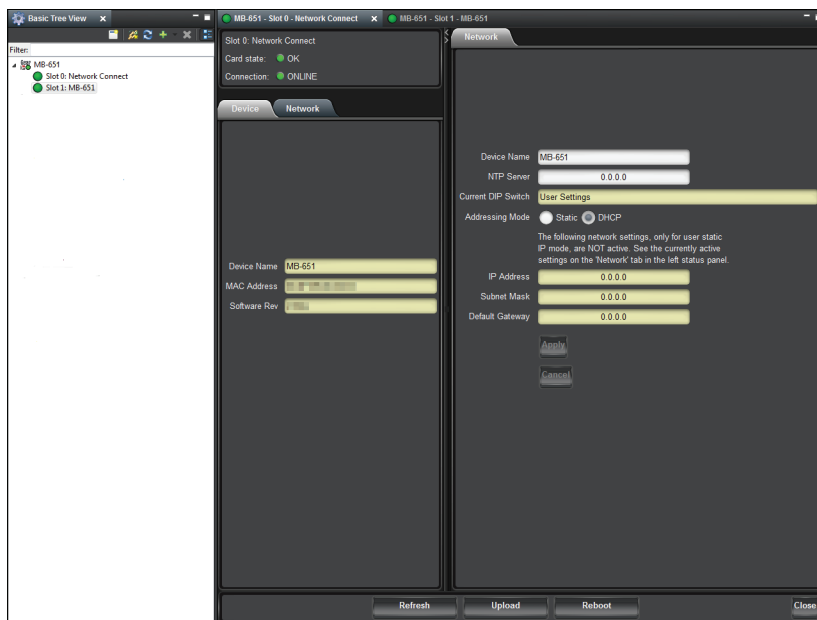 Basic Tree View
Filter:
MB-651
Slot 0: Network Connect
Slot 1: MB-651
MB-651 - Slot 0 - Network Connect
MB-651 - Slot 1 - MB-651
Slot 0: Network Connect
Card state: OK
Connection: ONLINE
Device
Network
Device Name MB-651
MAC Address
Software Rev
Network
Device Name MB-651
NTP Server 0.0.0.0
Current DIP Switch User Settings
Addressing Mode Static DHCP
The following network settings, only for user static
IP mode, are NOT active. See the currently active
settings on the 'Network' tab in the left status panel.
IP Address 0.0.0.0
Subnet Mask 0.0.0.0
Default Gateway 0.0.0.0
Apply
Cancel
Refresh Upload Reboot Close